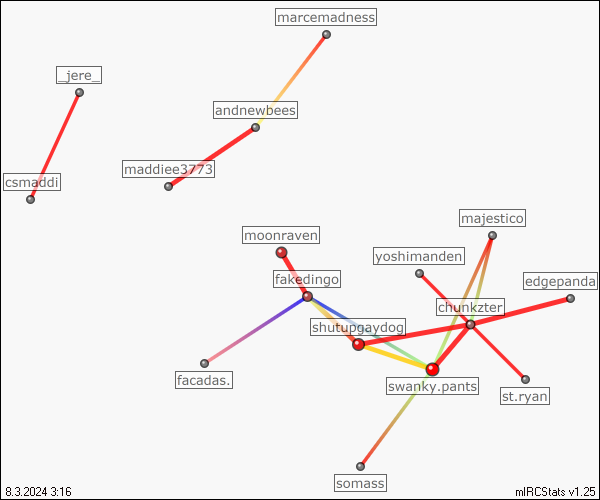 marcemadness
_jere_
andnewbees
maddiee3773
csmaddi
majestico
moonraven
yoshimanden
fakedingo
edgepanda
chunkzter
shutupgaydog
facadas.
swanky.pants
st.ryan
somass
8.3.2024 3:16
mIRCStats v1.25